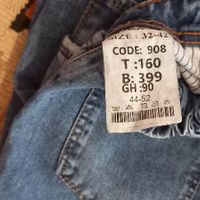 SIZE : 32-42
CODE: 908
T :160
B: 399
GH :90
44-52